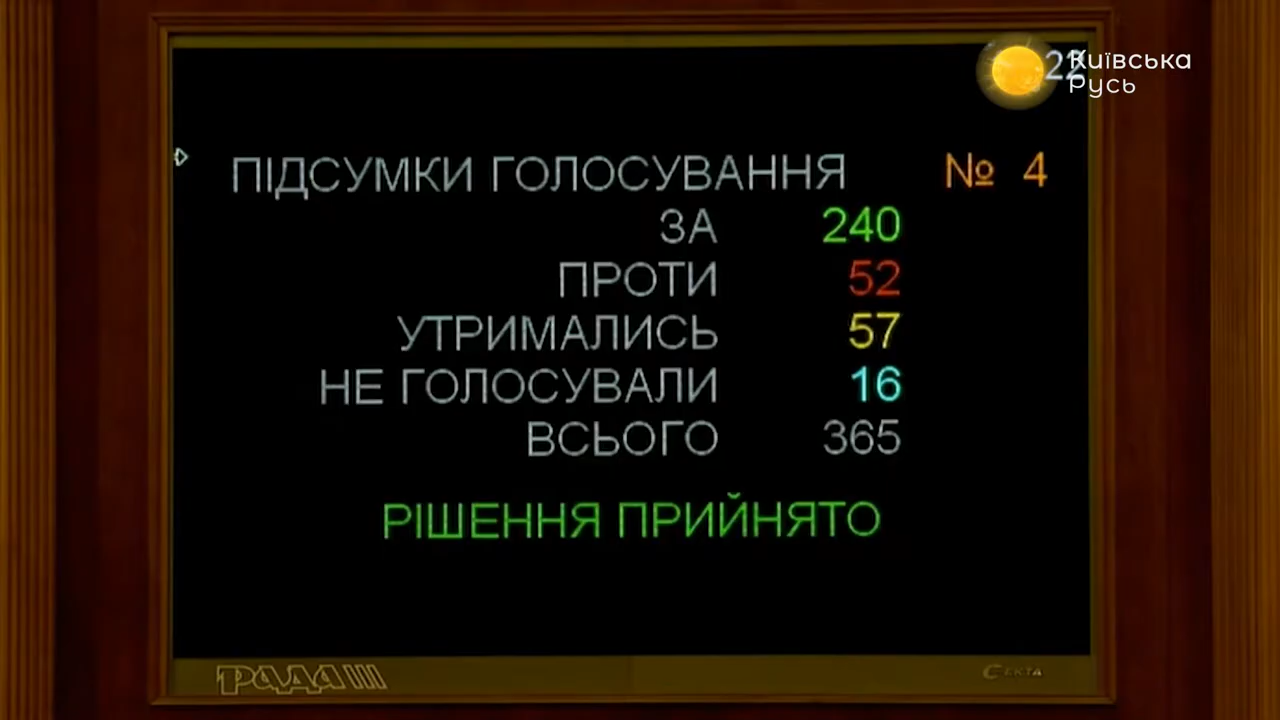 22
Київська
Русь
ПІДСУМКИ ГОЛОСУВАННЯ № 4
ЗА 240
ПРОТИ 52
УТРИМАЛИСЬ 57
НЕ ГОЛОСУВАЛИ 16
ВСЬОГО 365
РІШЕННЯ ПРИЙНЯТО
РАДА III